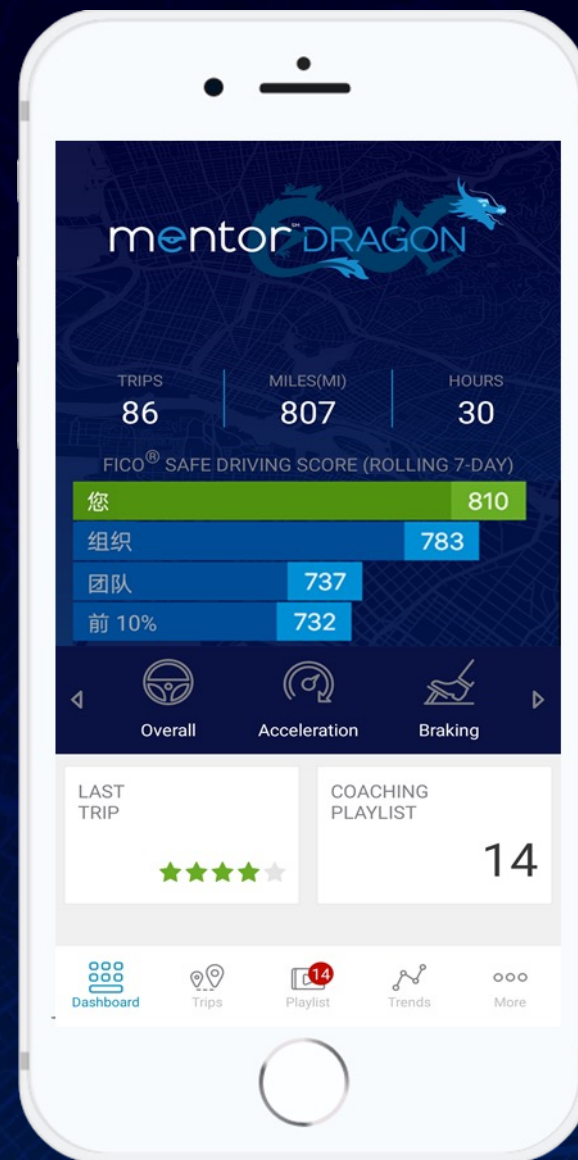 mentor℠ DRAGON
TRIPS MILES(MI) HOURS
86 807 30
FICO® SAFE DRIVING SCORE (ROLLING 7-DAY)
您 810
组织 783
团队 737
前 10% 732
Overall Acceleration Braking
LAST
TRIP
COACHING
PLAYLIST
14
14
Dashboard Trips Playlist Trends More